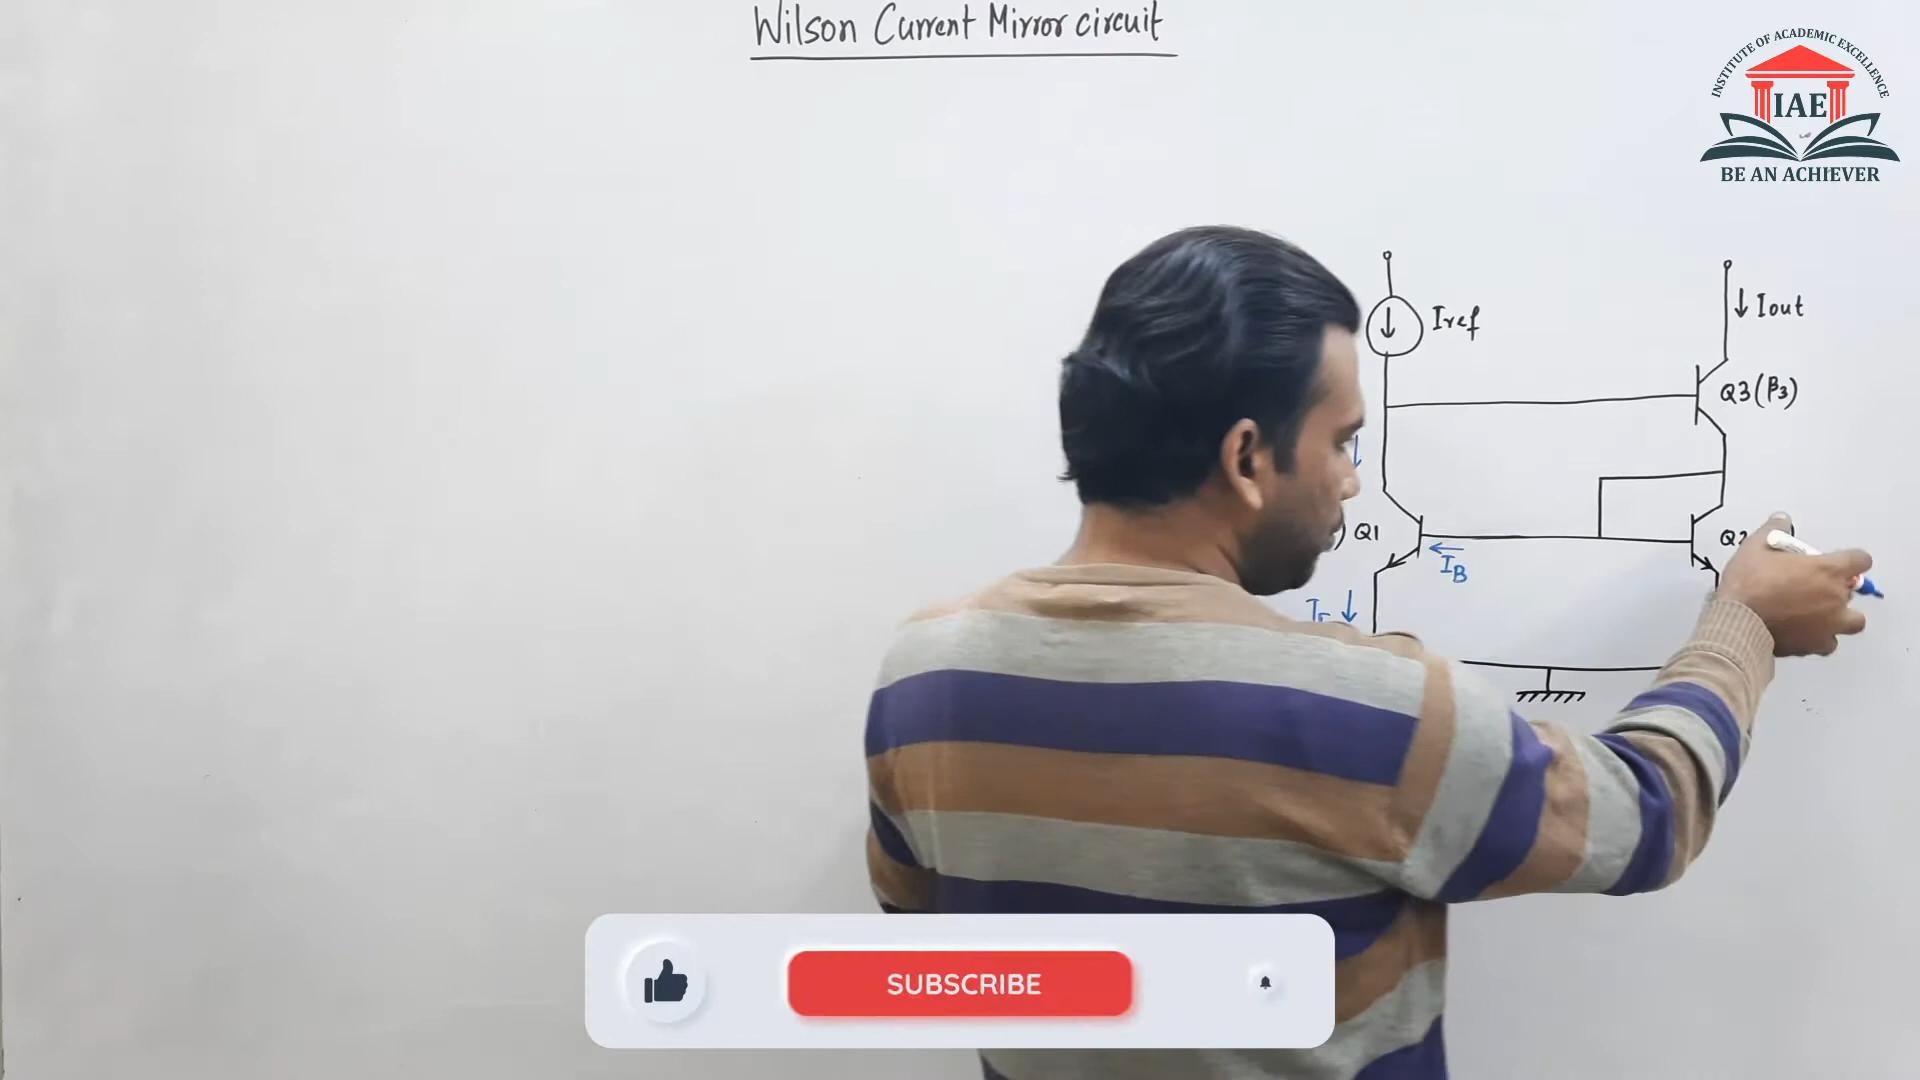 Wilson Current Mirror circuit
INSTITUTE OF ACADEMIC EXCELLENCE
IAE
BE AN ACHIEVER
Iref
Iout
Q3(β3)
) Q1
IB
SUBSCRIBE